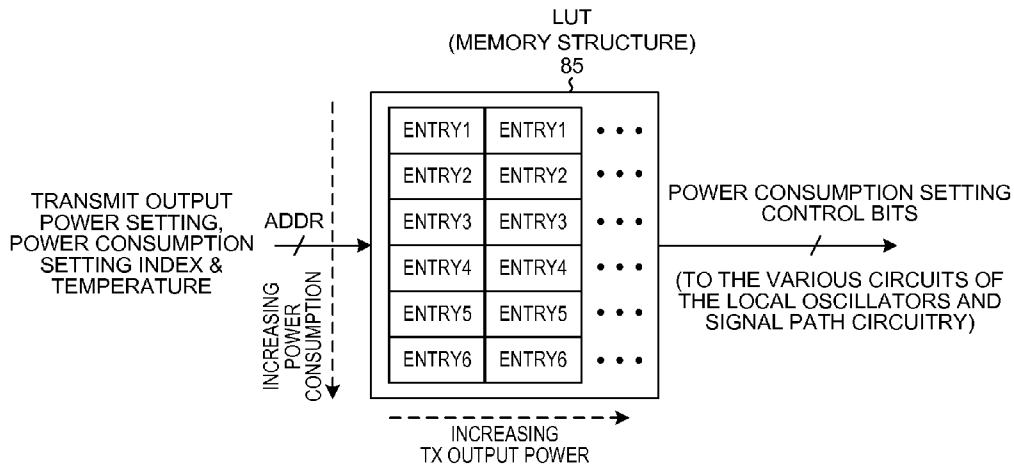 LUT
(MEMORY STRUCTURE)
85
ENTRY1 ENTRY1 • • •
ENTRY2 ENTRY2 • • •
ENTRY3 ENTRY3 • • •
ENTRY4 ENTRY4 • • •
ENTRY5 ENTRY5 • • •
ENTRY6 ENTRY6 • • •
TRANSMIT OUTPUT
POWER SETTING,
POWER CONSUMPTION
SETTING INDEX &
TEMPERATURE
ADDR
INCREASING
POWER
CONSUMPTION
POWER CONSUMPTION SETTING
CONTROL BITS
(TO THE VARIOUS CIRCUITS OF
THE LOCAL OSCILLATORS AND
SIGNAL PATH CIRCUITRY)
INCREASING
TX OUTPUT POWER